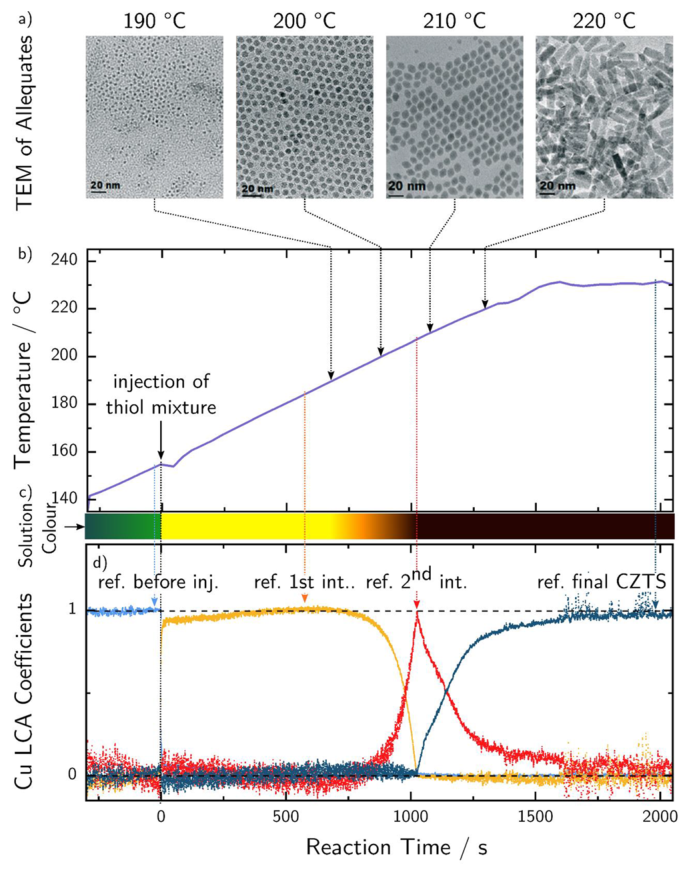 a)
190 °C 200 °C 210 °C 220 °C
TEM of Allequates
20 nm 20 nm 20 nm 20 nm
b)
Temperature / °C
240
220
200
180
160
140
injection of
thiol mixture
c)
Solution
Colour
d)
ref. before inj. ref. 1st int.. ref. 2nd int. ref. final CZTS
Cu LCA Coefficients
1
0
0 500 1000 1500 2000
Reaction Time / s